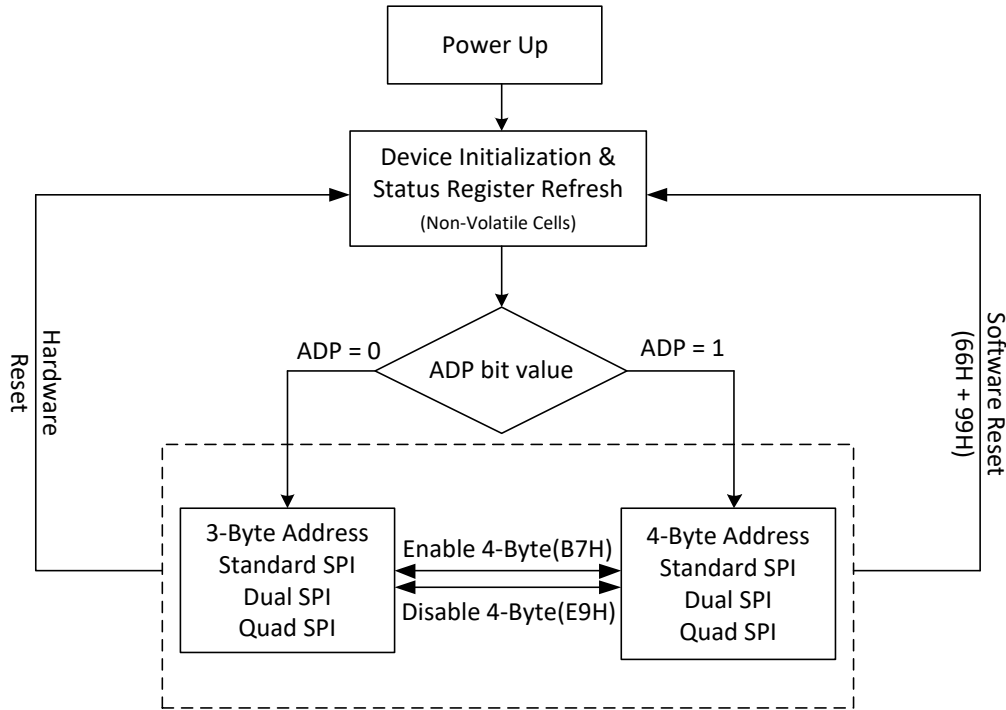 Power Up
Device Initialization &
Status Register Refresh
(Non-Volatile Cells)
Hardware
Reset
Software Reset
(66H + 99H)
ADP = 0
ADP bit value
ADP = 1
3-Byte Address
Standard SPI
Dual SPI
Quad SPI
Enable 4-Byte(B7H)
Disable 4-Byte(E9H)
4-Byte Address
Standard SPI
Dual SPI
Quad SPI